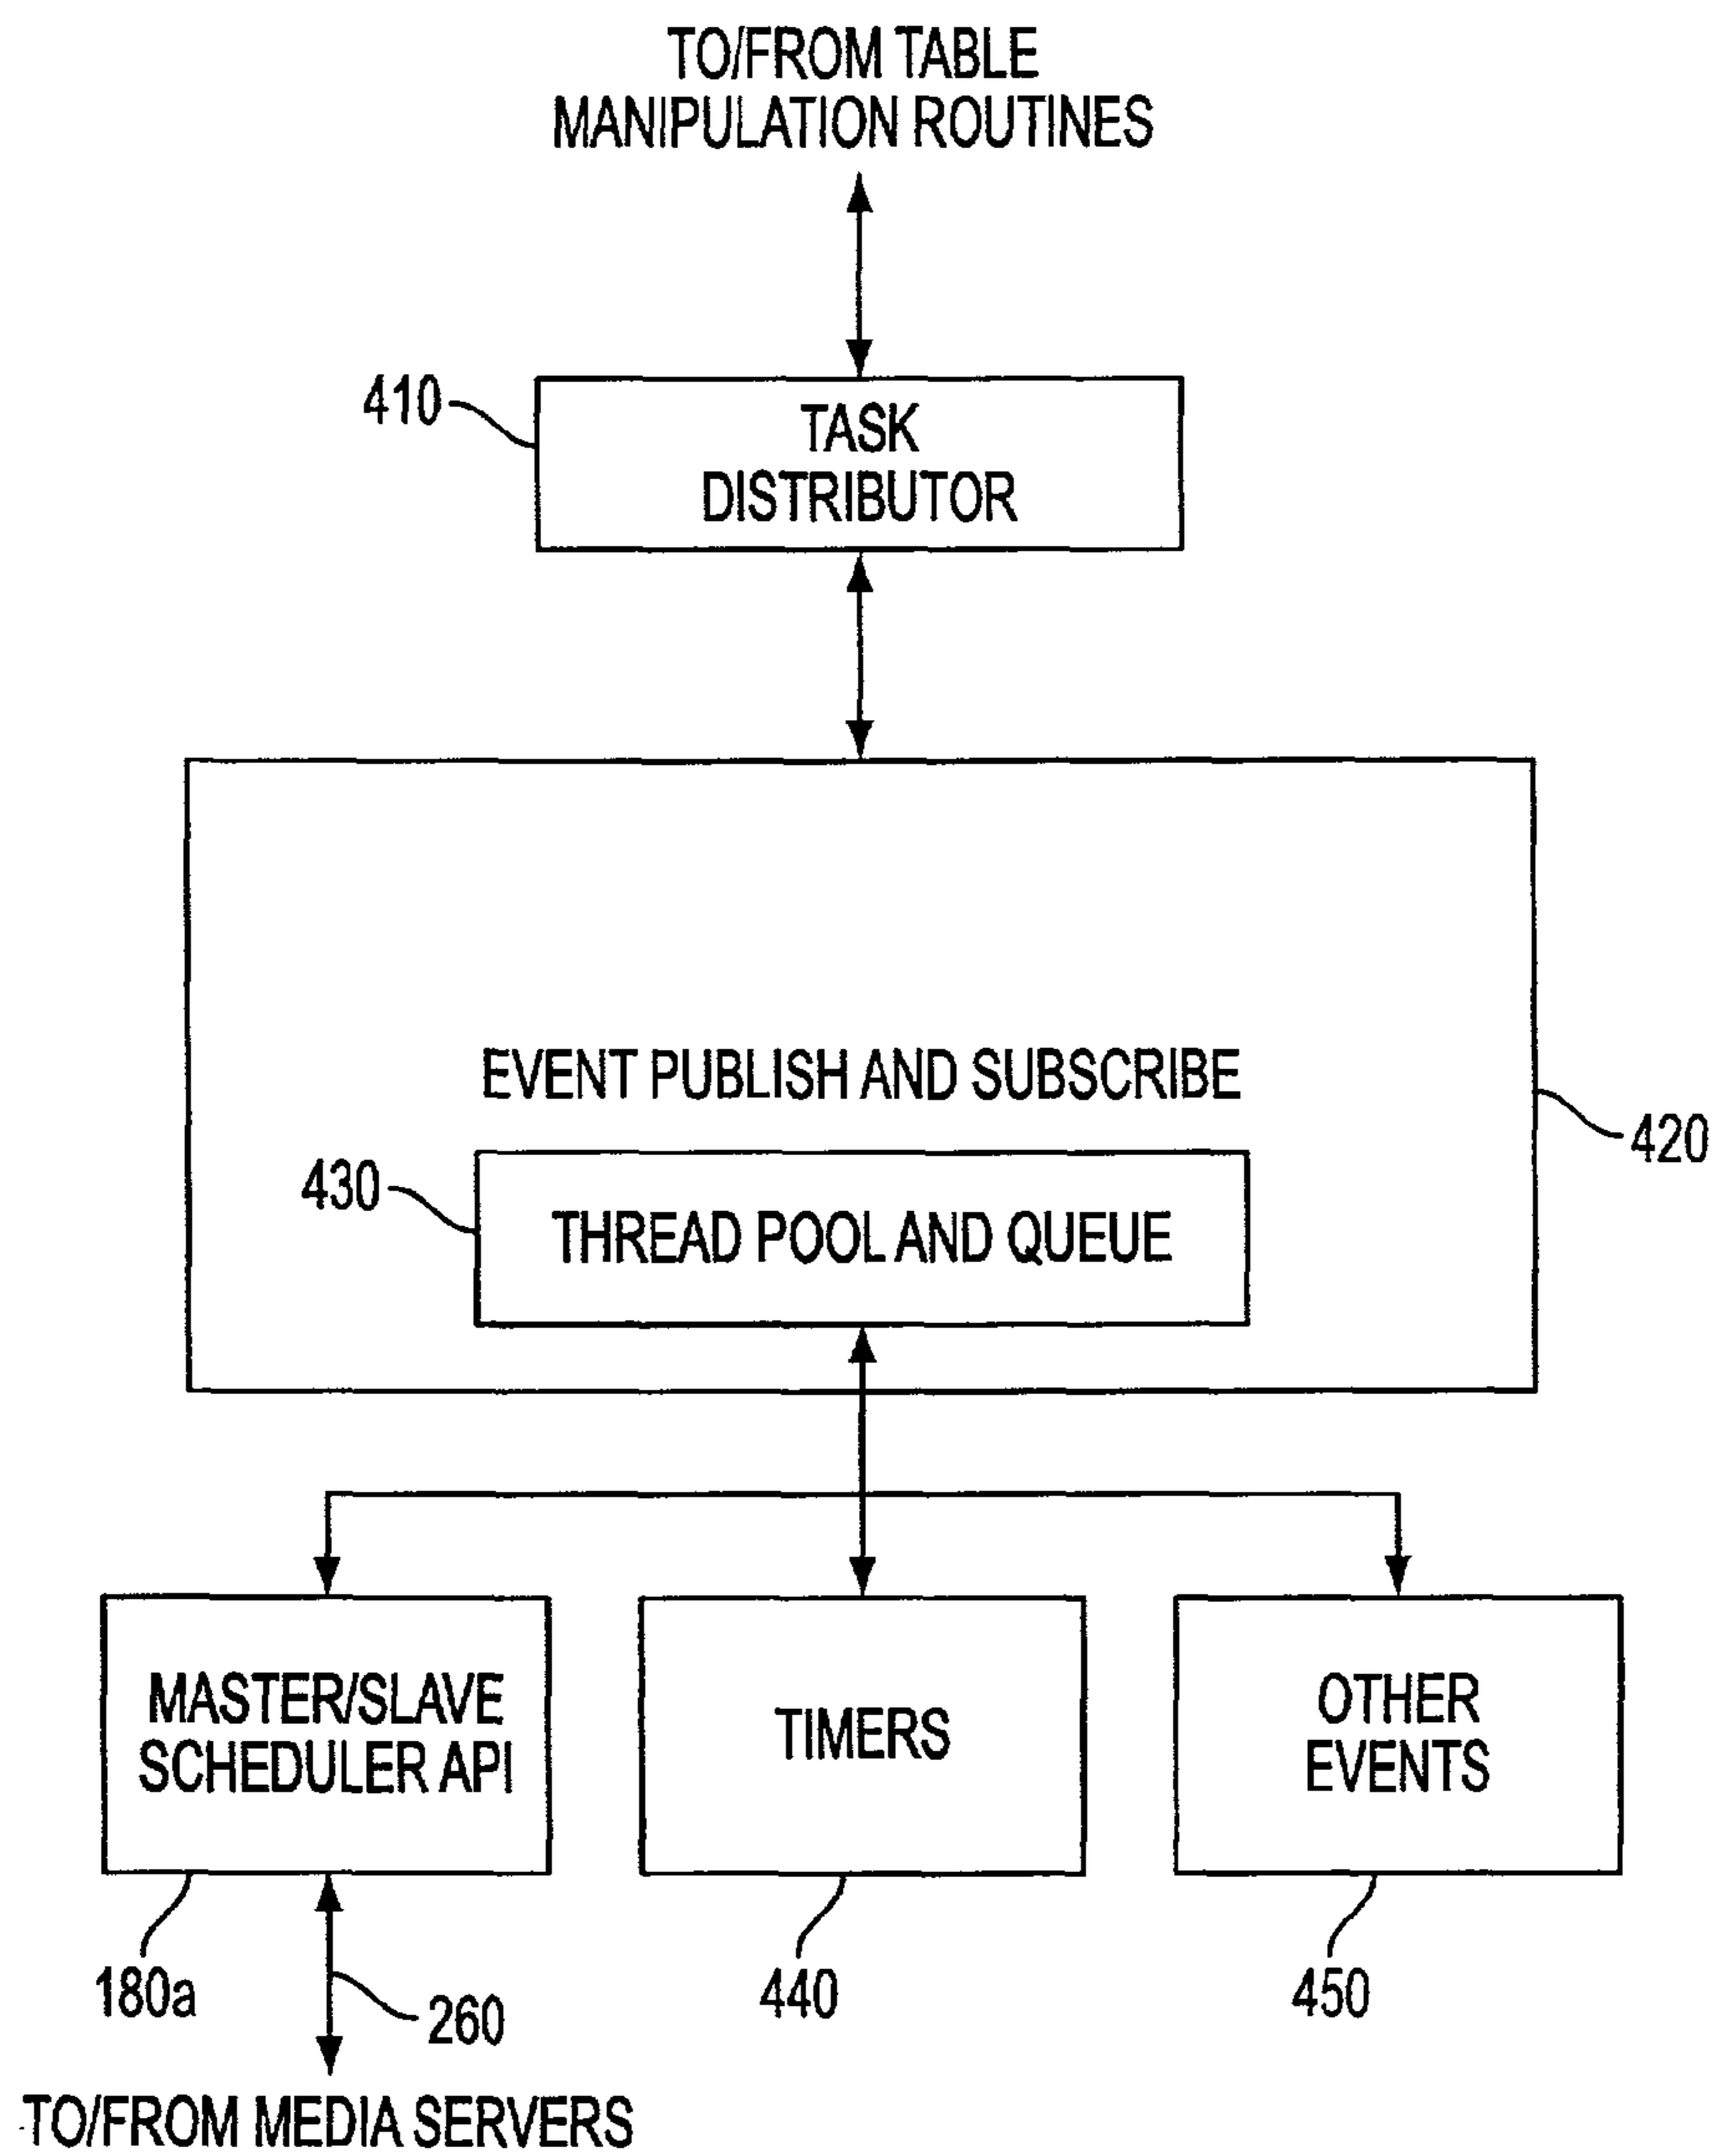 TO/FROM TABLE
MANIPULATION ROUTINES
410
TASK
DISTRIBUTOR
EVENT PUBLISH AND SUBSCRIBE
420
430
THREAD POOL AND QUEUE
MASTER/SLAVE
SCHEDULER API
TIMERS
OTHER
EVENTS
180a
260
440
450
TO/FROM MEDIA SERVERS